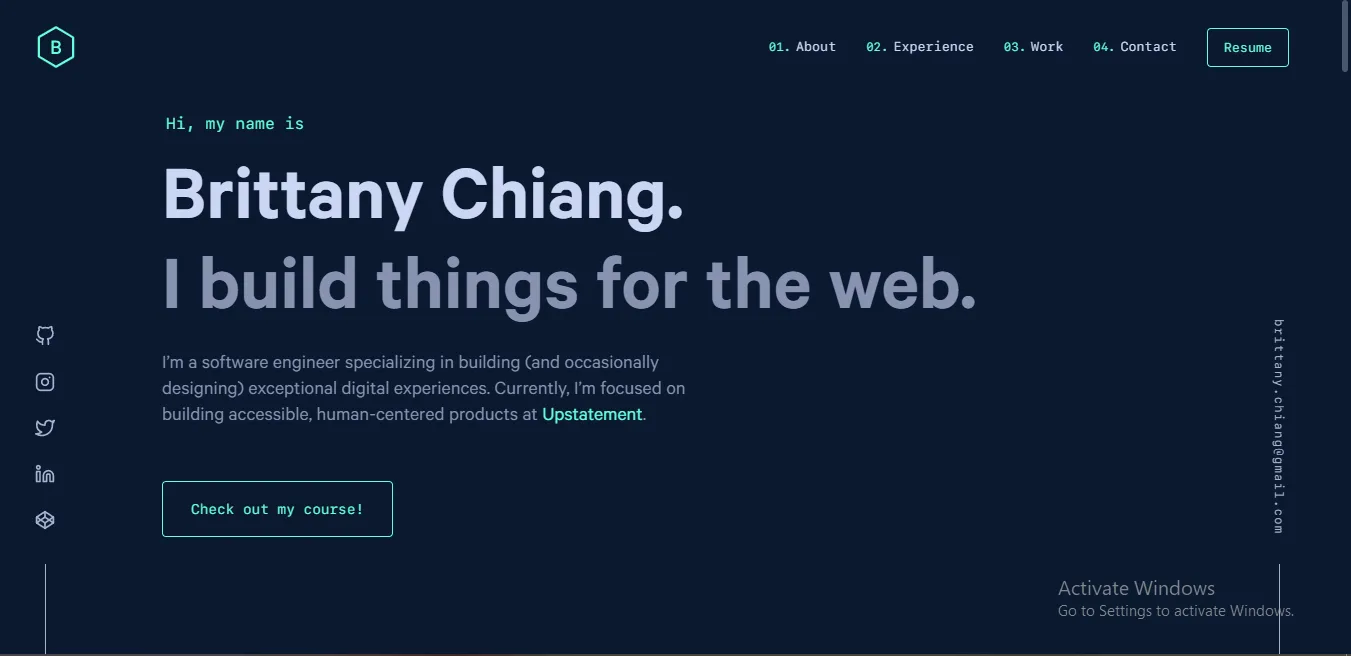 B
01. About
02. Experience
03. Work
04. Contact
Resume
Hi, my name is
Brittany Chiang.
I build things for the web.
I’m a software engineer specializing in building (and occasionally
designing) exceptional digital experiences. Currently, I’m focused on
building accessible, human-centered products at Upstatement.
Check out my course!
brittany.chiang@gmail.com
Activate Windows
Go to Settings to activate Windows.